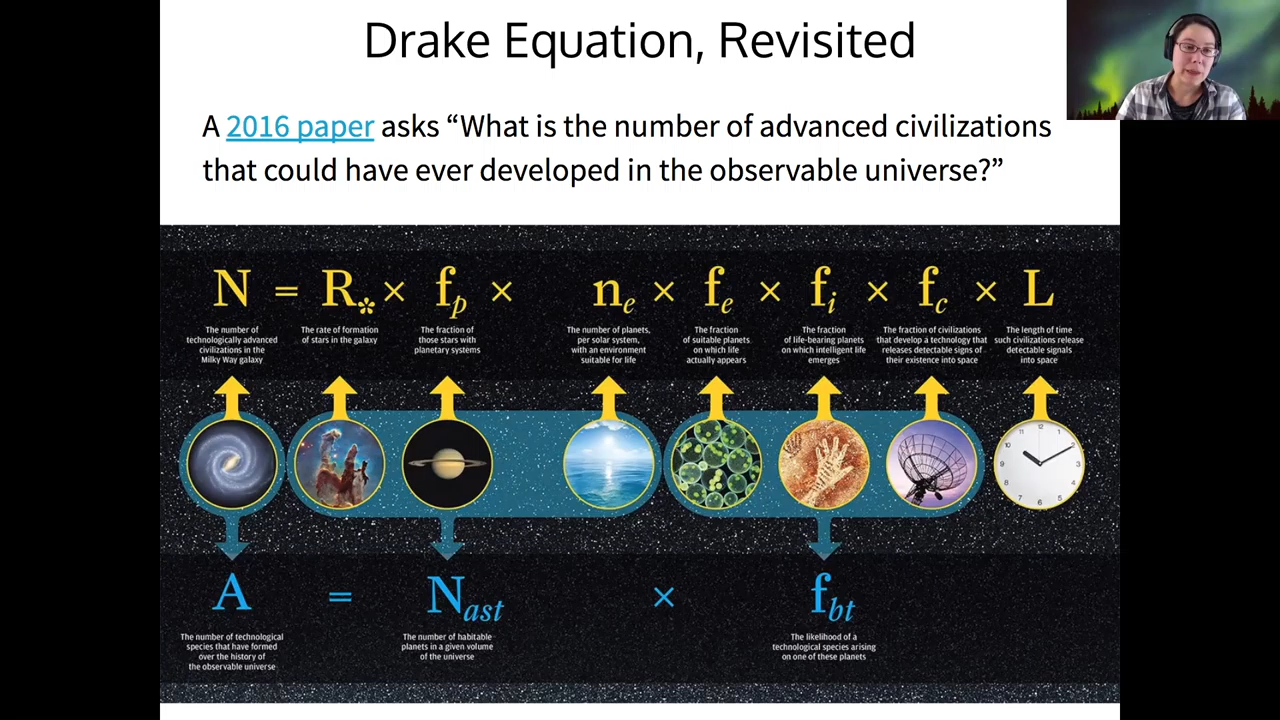 Drake Equation, Revisited
A 2016 paper asks “What is the number of advanced civilizations
that could have ever developed in the observable universe?”
N = R* × fp × ne × fe × fi × fc × L
The number of
technologically advanced
civilizations in the
Milky Way galaxy
The rate of formation
of stars in the galaxy
The fraction of
those stars with
planetary systems
The number of planets,
per solar system,
with an environment
suitable for life
The fraction
of suitable planets
on which life
actually appears
The fraction
of life-bearing planets
on which intelligent life
emerges
The fraction of civilizations
that develop a technology that
releases detectable signs of
their existence into space
The length of time
such civilizations release
detectable signals
into space
A = Nast × fbt
The number of technological
species that have formed
over the history of
the observable universe
The number of habitable
planets in a given volume
of the universe
The likelihood of a
technological species arising
on one of these planets